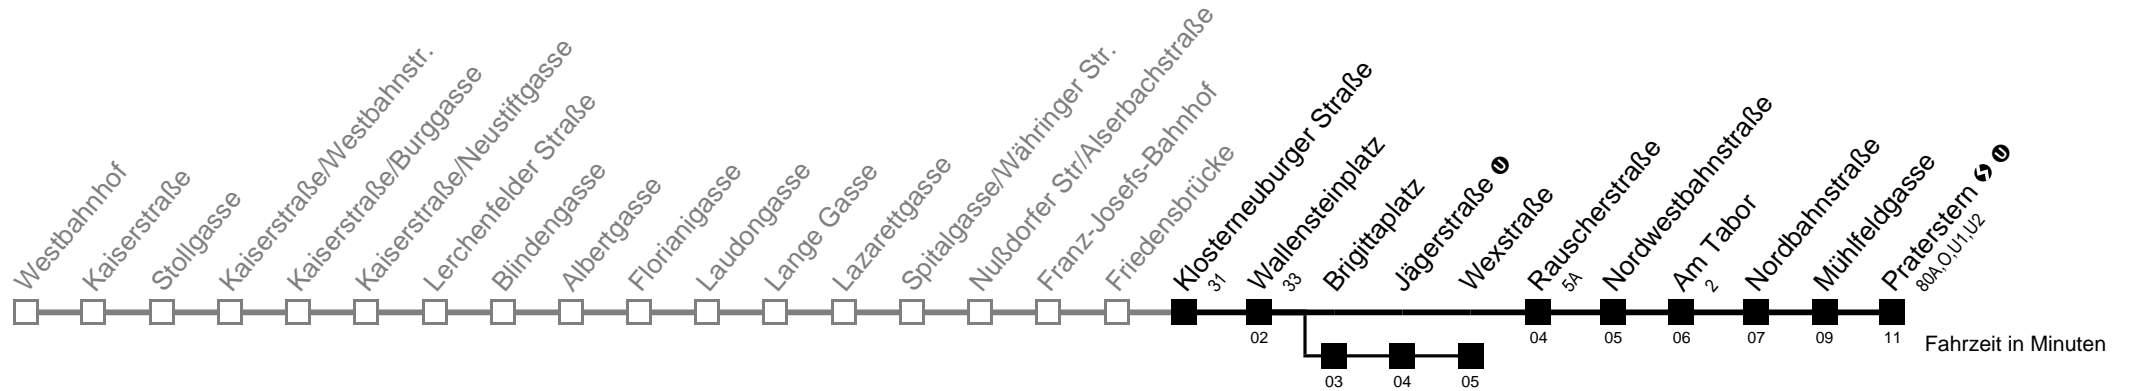 Westbahnhof
Kaiserstraße
Stollgasse
Kaiserstraße/Westbahnstr.
Kaiserstraße/Burggasse
Kaiserstraße/Neustiftgasse
Lerchenfelder Straße
Blindengasse
Albertgasse
Florianigasse
Laudongasse
Lange Gasse
Lazarettgasse
Spitalgasse/Währinger Str.
Nußdorfer Str/Alserbachstraße
Franz-Josefs-Bahnhof
Friedensbrücke
Klosterneuburger Straße
31
Wallensteinplatz
33
Brigittaplatz
Jägerstraße U
Wexstraße
Rauscherstraße
5A
Nordwestbahnstraße
Am Tabor
2
Nordbahnstraße
Mühlfeldgasse
Praterstern U
80A,O,U1,U2
02
04
05
06
07
09
11
Fahrzeit in Minuten
03
04
05